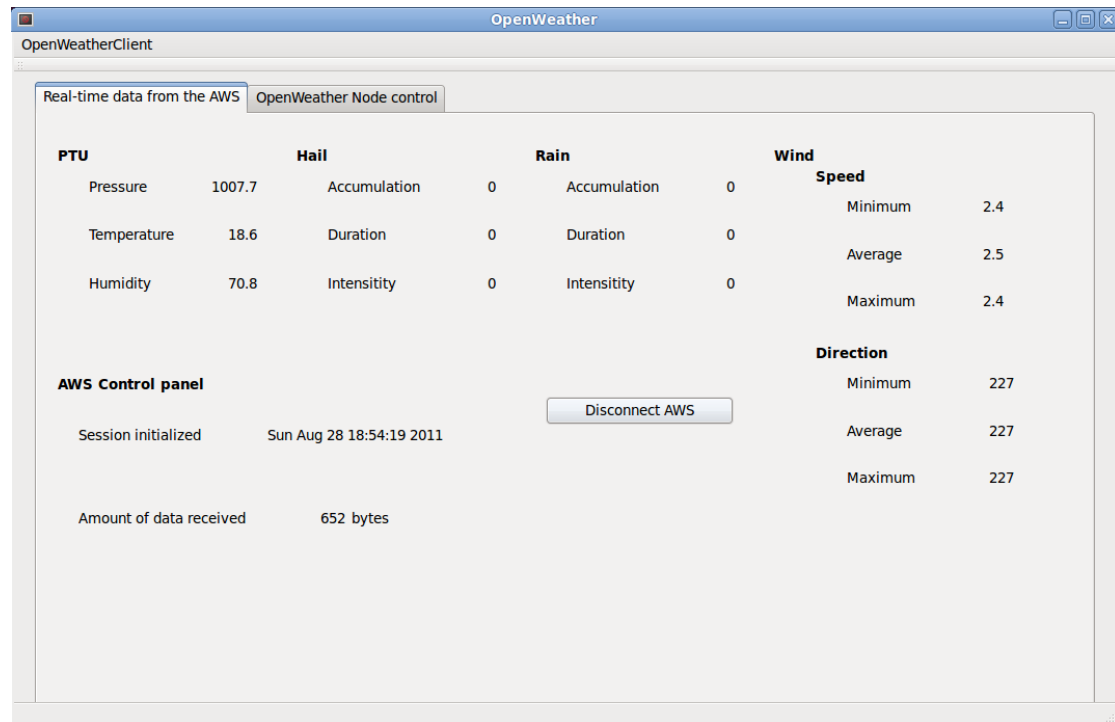 OpenWeather
OpenWeatherClient
Real-time data from the AWS OpenWeather Node control
PTU Hail Rain Wind
Speed
Pressure 1007.7 Accumulation 0 Accumulation 0
Minimum 2.4
Temperature 18.6 Duration 0 Duration 0
Average 2.5
Humidity 70.8 Intensitity 0 Intensitity 0
Maximum 2.4
Direction
AWS Control panel Minimum 227
Disconnect AWS
Session initialized Sun Aug 28 18:54:19 2011 Average 227
Maximum 227
Amount of data received 652 bytes